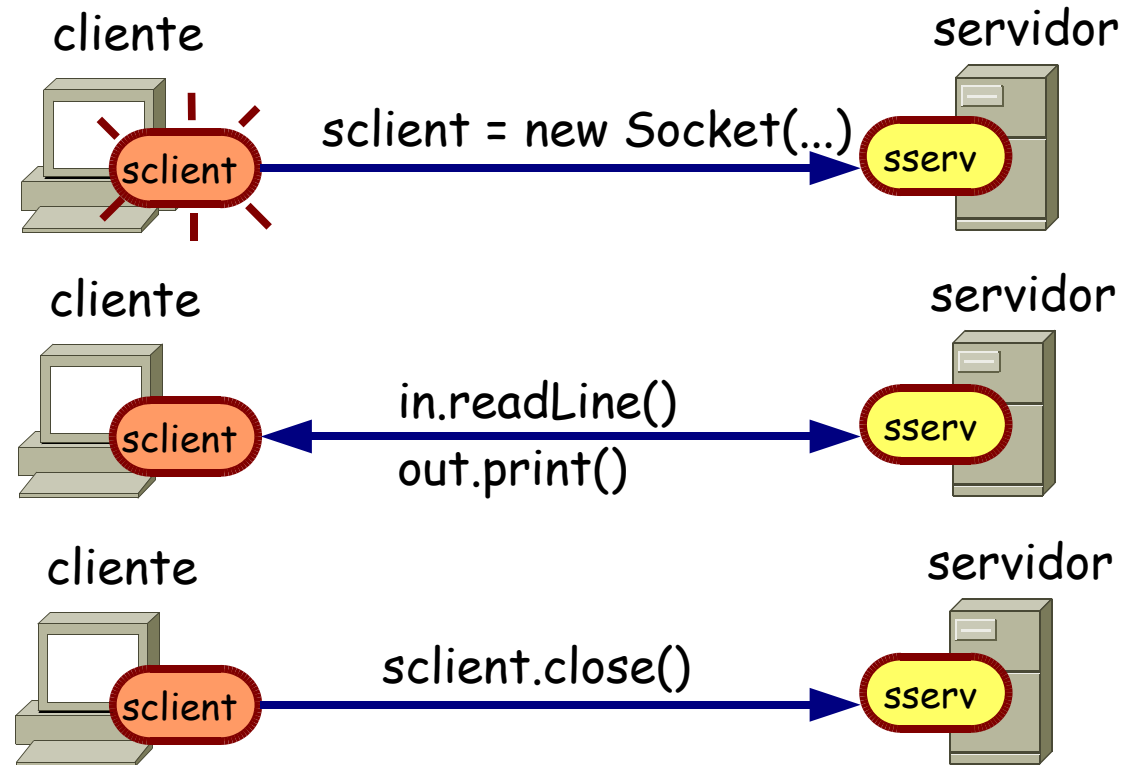 cliente
servidor
sclient = new Socket(...)
sclient
sserv
cliente
servidor
in.readLine()
sclient
sserv
out.print()
cliente
servidor
sclient.close()
sclient
sserv